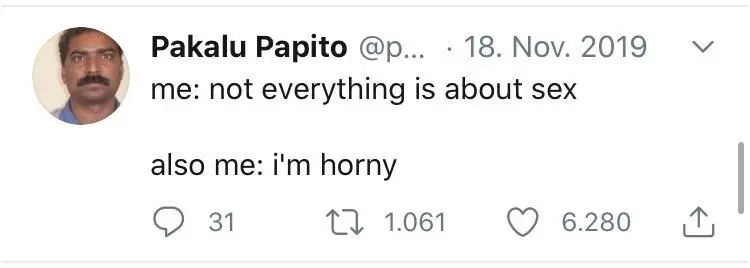 Pakalu Papito @p... · 18. Nov. 2019
me: not everything is about sex
also me: i'm horny
31 1.061 6.280